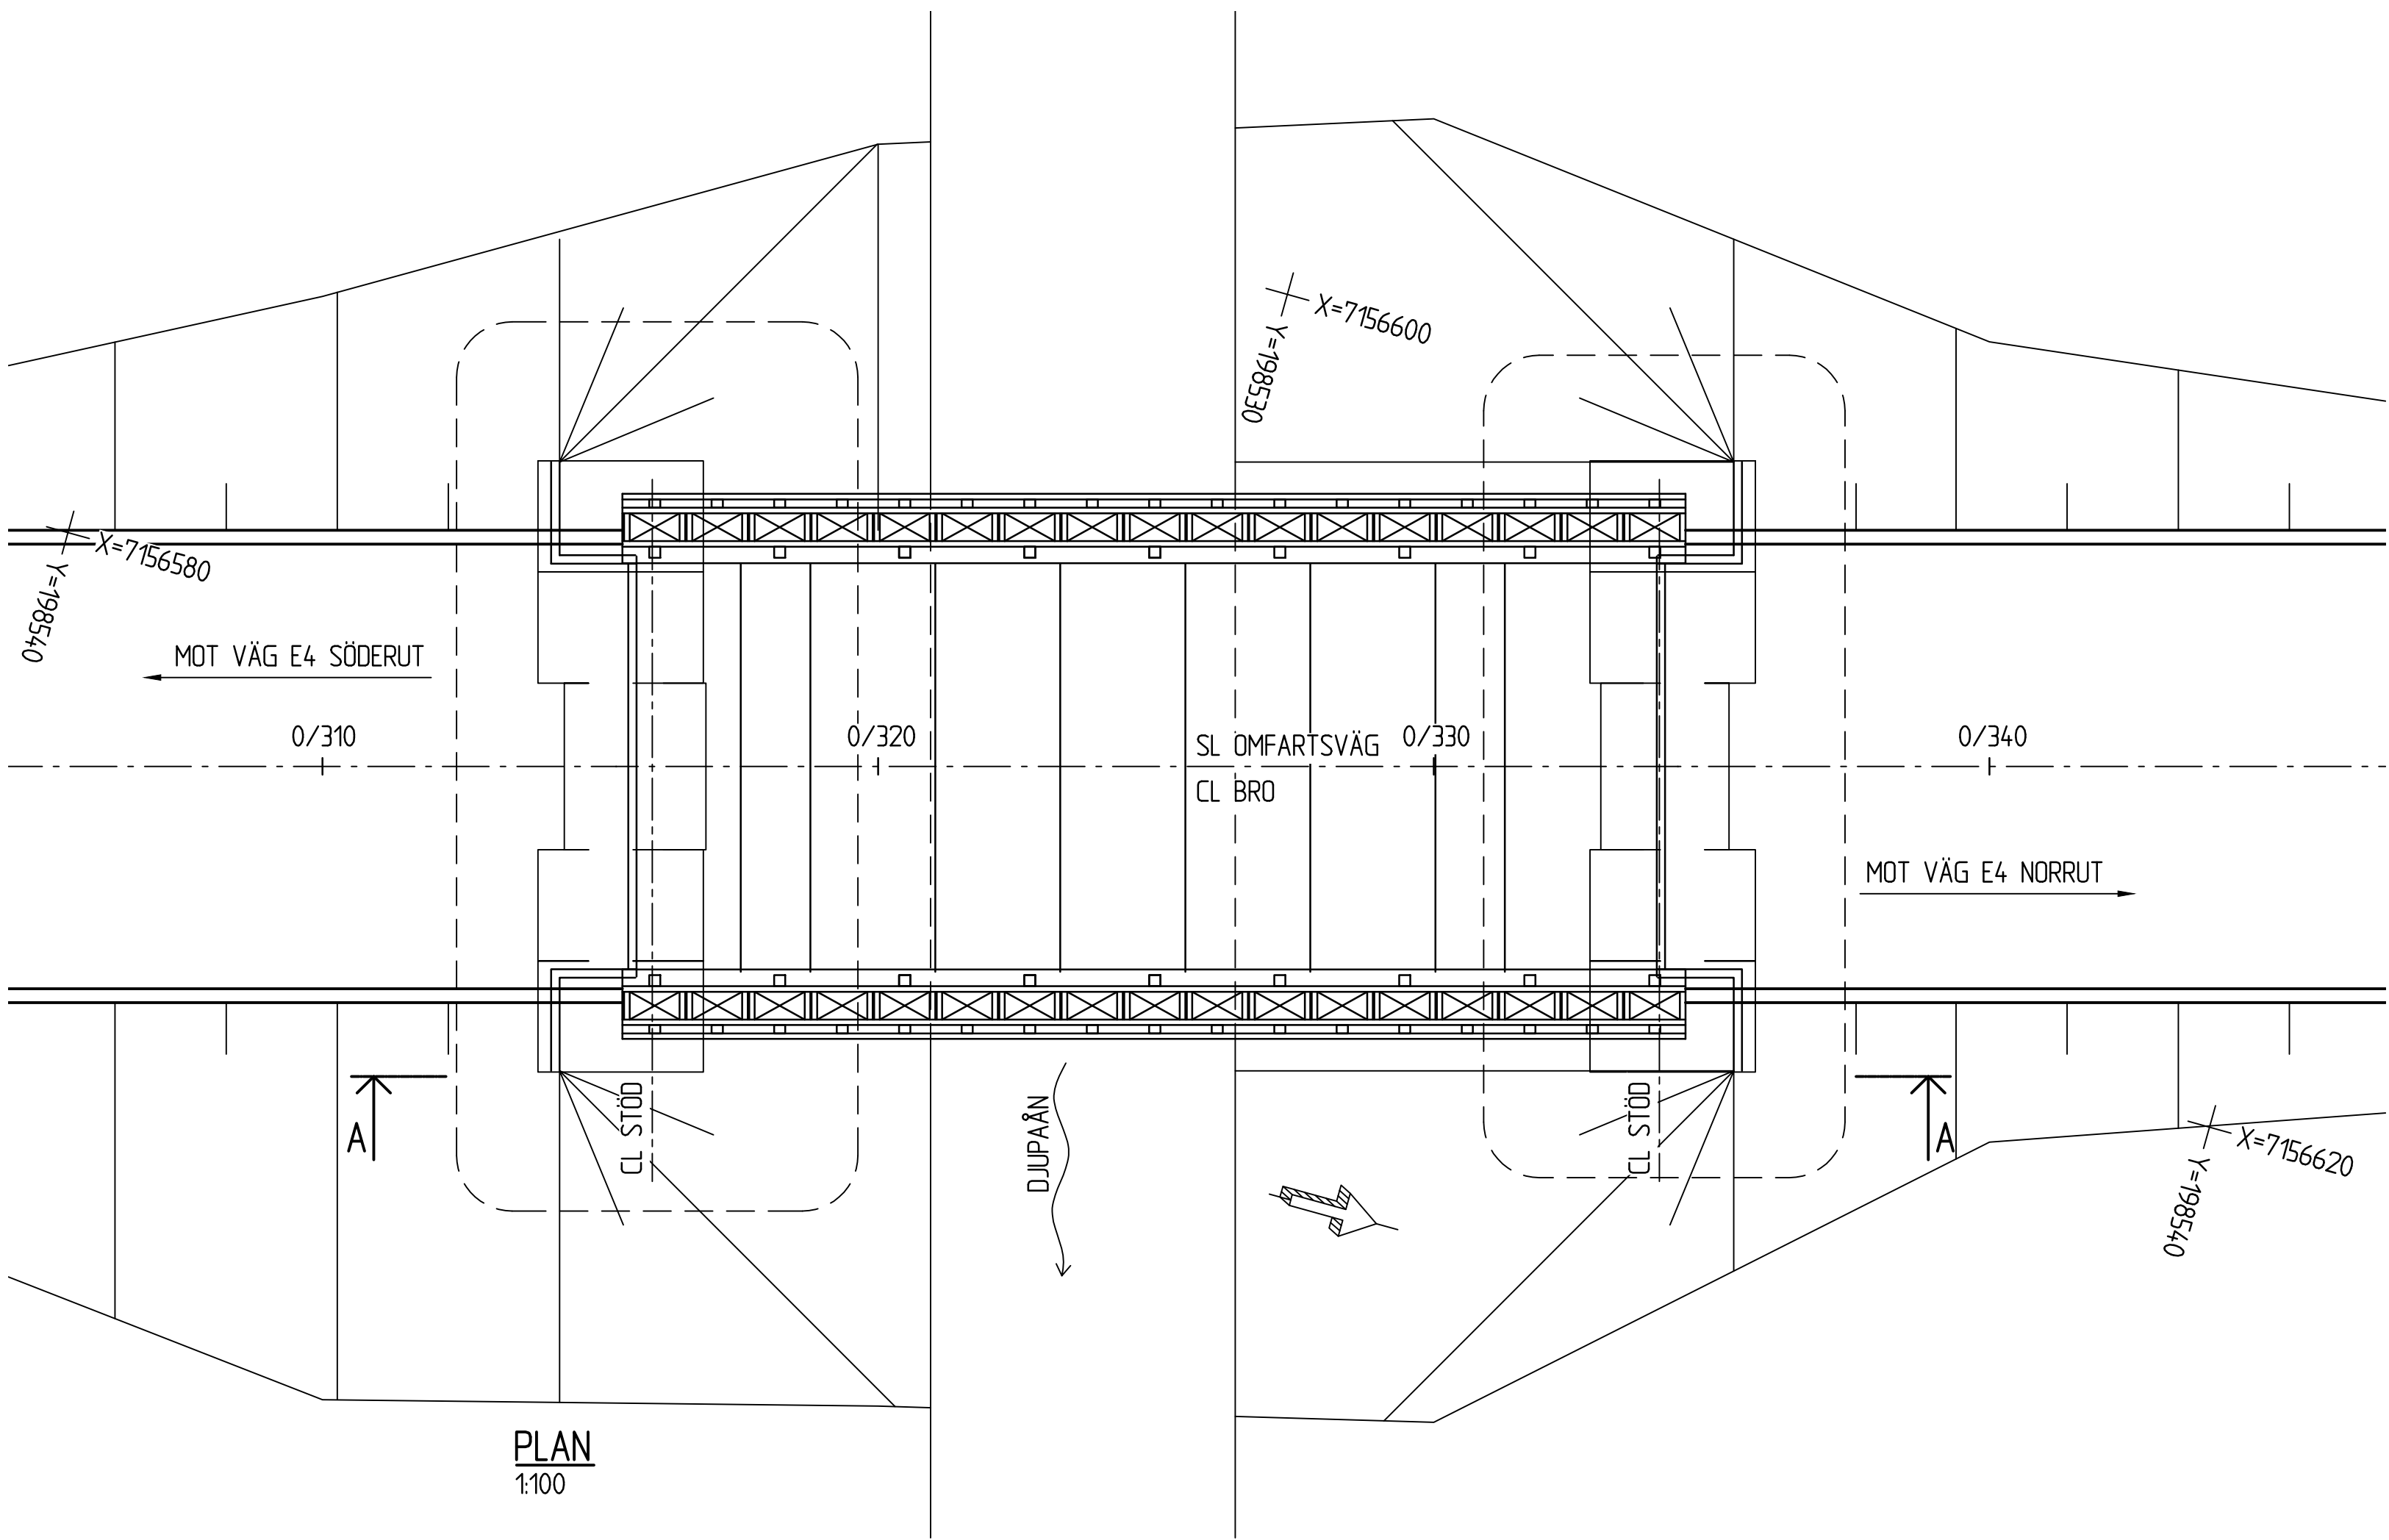 X=7156600
Y=198530
X=7156580
Y=198540
MOT VÄG E4 SÖDERUT
0/310
0/320
SL OMFARTSVÄG
0/330
0/340
CL BRO
MOT VÄG E4 NORRUT
CL STÖD
DJUPAÅN
CL STÖD
A
A
X=7156620
Y=198540
PLAN
1:100